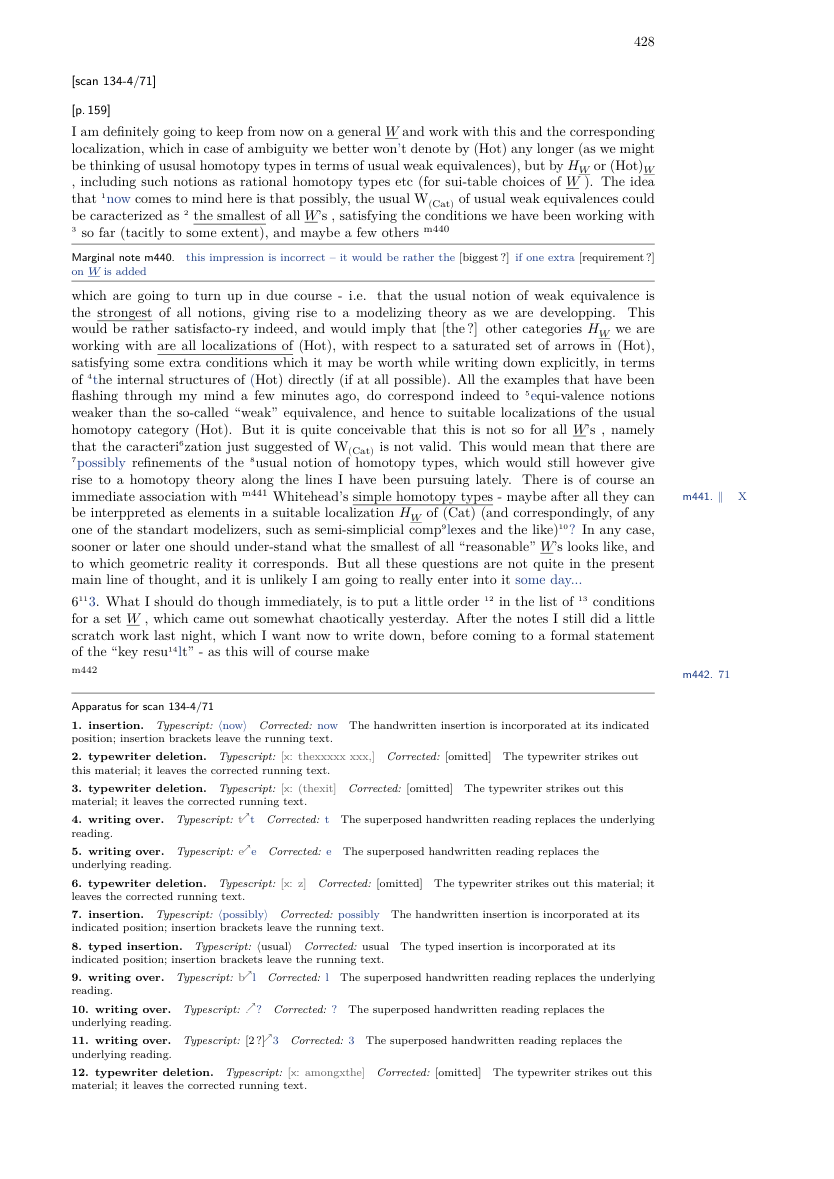 428
[scan 134-4/71]
[p. 159]
I am definitely going to keep from now on a general W and work with this and the corresponding
localization, which in case of ambiguity we better won't denote by (Hot) any longer (as we might
be thinking of ususal homotopy types in terms of usual weak equivalences), but by H_W or (Hot)_W
, including such notions as rational homotopy types etc (for sui-table choices of W ). The idea
that ¹now comes to mind here is that possibly, the usual W_(Cat) of usual weak equivalences could
be caracterized as ² the smallest of all W's , satisfying the conditions we have been working with
³ so far (tacitly to some extent), and maybe a few others m440
Marginal note m440. this impression is incorrect – it would be rather the [biggest ?] if one extra [requirement ?]
on W is added
which are going to turn up in due course - i.e. that the usual notion of weak equivalence is
the strongest of all notions, giving rise to a modelizing theory as we are developping. This
would be rather satisfacto-ry indeed, and would imply that [the ?] other categories H_W we are
working with are all localizations of (Hot), with respect to a saturated set of arrows in (Hot),
satisfying some extra conditions which it may be worth while writing down explicitly, in terms
of ⁴the internal structures of (Hot) directly (if at all possible). All the examples that have been
flashing through my mind a few minutes ago, do correspond indeed to ⁵equi-valence notions
weaker than the so-called “weak” equivalence, and hence to suitable localizations of the usual
homotopy category (Hot). But it is quite conceivable that this is not so for all W's , namely
that the caracteri⁶zation just suggested of W_(Cat) is not valid. This would mean that there are
⁷possibly refinements of the ⁸usual notion of homotopy types, which would still however give
rise to a homotopy theory along the lines I have been pursuing lately. There is of course an
immediate association with m441 Whitehead's simple homotopy types - maybe after all they can
m441. ∥ X
be interppreted as elements in a suitable localization H_W of (Cat) (and correspondingly, of any
one of the standart modelizers, such as semi-simplicial comp⁹lexes and the like)¹⁰? In any case,
sooner or later one should under-stand what the smallest of all “reasonable” W's looks like, and
to which geometric reality it corresponds. But all these questions are not quite in the present
main line of thought, and it is unlikely I am going to really enter into it some day...
6¹¹3. What I should do though immediately, is to put a little order ¹² in the list of ¹³ conditions
for a set W , which came out somewhat chaotically yesterday. After the notes I still did a little
scratch work last night, which I want now to write down, before coming to a formal statement
of the “key resu¹⁴lt” - as this will of course make
m442
m442. 71
Apparatus for scan 134-4/71
1. insertion. Typescript: ⟨now⟩ Corrected: now The handwritten insertion is incorporated at its indicated
position; insertion brackets leave the running text.
2. typewriter deletion. Typescript: [x: thexxxxx xxx,] Corrected: [omitted] The typewriter strikes out
this material; it leaves the corrected running text.
3. typewriter deletion. Typescript: [x: (thexit] Corrected: [omitted] The typewriter strikes out this
material; it leaves the corrected running text.
4. writing over. Typescript: t↗t Corrected: t The superposed handwritten reading replaces the underlying
reading.
5. writing over. Typescript: e↗e Corrected: e The superposed handwritten reading replaces the
underlying reading.
6. typewriter deletion. Typescript: [x: z] Corrected: [omitted] The typewriter strikes out this material; it
leaves the corrected running text.
7. insertion. Typescript: ⟨possibly⟩ Corrected: possibly The handwritten insertion is incorporated at its
indicated position; insertion brackets leave the running text.
8. typed insertion. Typescript: ⟨usual⟩ Corrected: usual The typed insertion is incorporated at its
indicated position; insertion brackets leave the running text.
9. writing over. Typescript: b↗l Corrected: l The superposed handwritten reading replaces the underlying
reading.
10. writing over. Typescript: .↗? Corrected: ? The superposed handwritten reading replaces the
underlying reading.
11. writing over. Typescript: [2 ?]↗3 Corrected: 3 The superposed handwritten reading replaces the
underlying reading.
12. typewriter deletion. Typescript: [x: amongxthe] Corrected: [omitted] The typewriter strikes out this
material; it leaves the corrected running text.